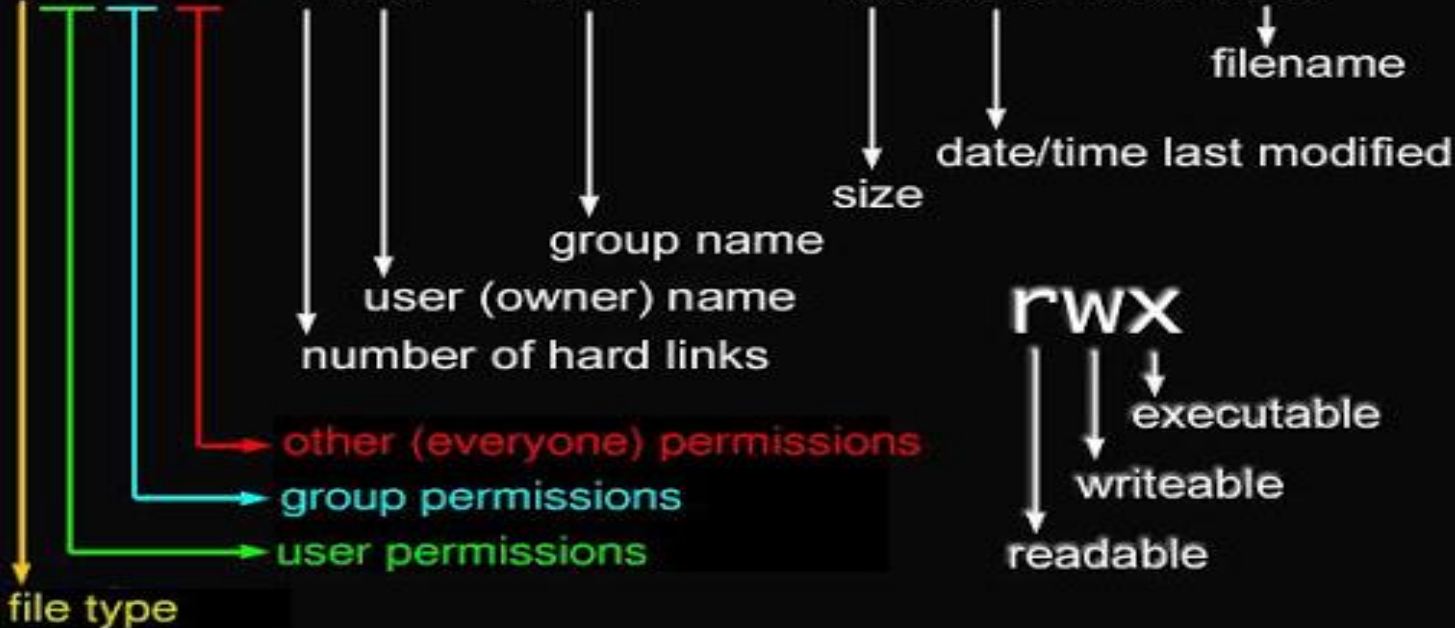 filename
date/time last modified
size
group name
user (owner) name
number of hard links
rwx
executable
writeable
readable
other (everyone) permissions
group permissions
user permissions
file type